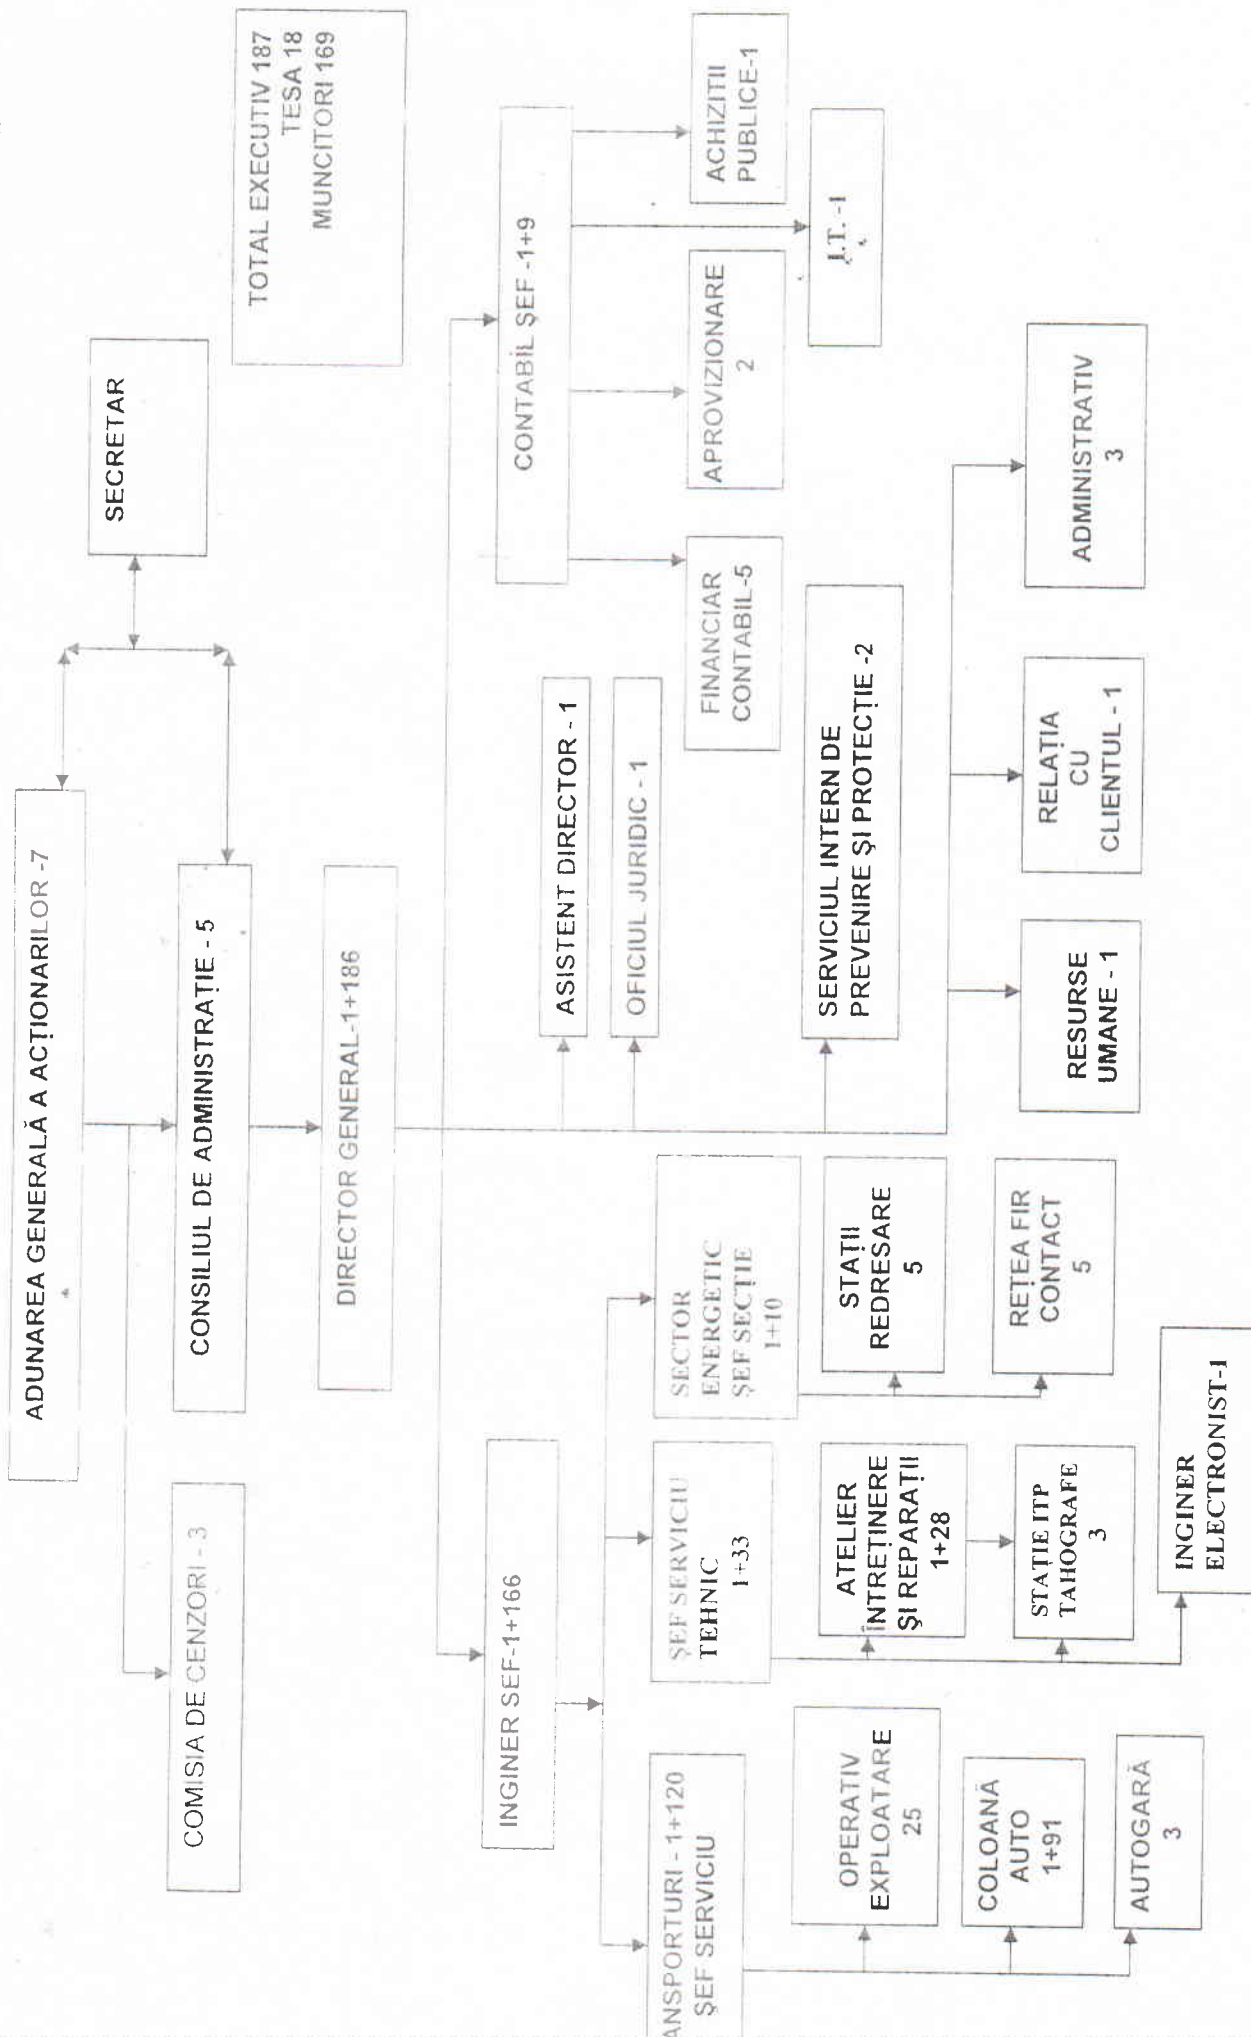 ADUNAREA GENERALĂ A ACȚIONARILOR -7
SECRETAR
COMISIA DE CENZORI - 3
CONSILIUL DE ADMINISTRAȚIE - 5
TOTAL EXECUTIV 187
TESA 18
MUNCITORI 169
DIRECTOR GENERAL-1+186
INGINER SEF-1+166
CONTABIL ȘEF -1+9
ASISTENT DIRECTOR - 1
OFICIUL JURIDIC - 1
ANSPORTURI - 1+120
ȘEF SERVICIU
ȘEF SERVICIU
TEHNIC
1+33
SECTOR
ENERGETIC
ȘEF SECȚIE
1+10
FINANCIAR
CONTABIL-5
APROVIZIONARE
2
ACHIZITII
PUBLICE-1
I.T. -1
OPERATIV
EXPLOATARE
25
ATELIER
ÎNTREȚINERE
ȘI REPARAȚII
1+28
STAȚII
REDRESARE
5
SERVICIUL INTERN DE
PREVENIRE ȘI PROTECȚIE -2
COLOANĂ
AUTO
1+91
STAȚIE ITP
TAHOGRAFE
3
REȚEA FIR
CONTACT
5
RESURSE
UMANE - 1
RELAȚIA
CU
CLIENTUL - 1
ADMINISTRATIV
3
AUTOGARĂ
3
INGINER
ELECTRONIST-1